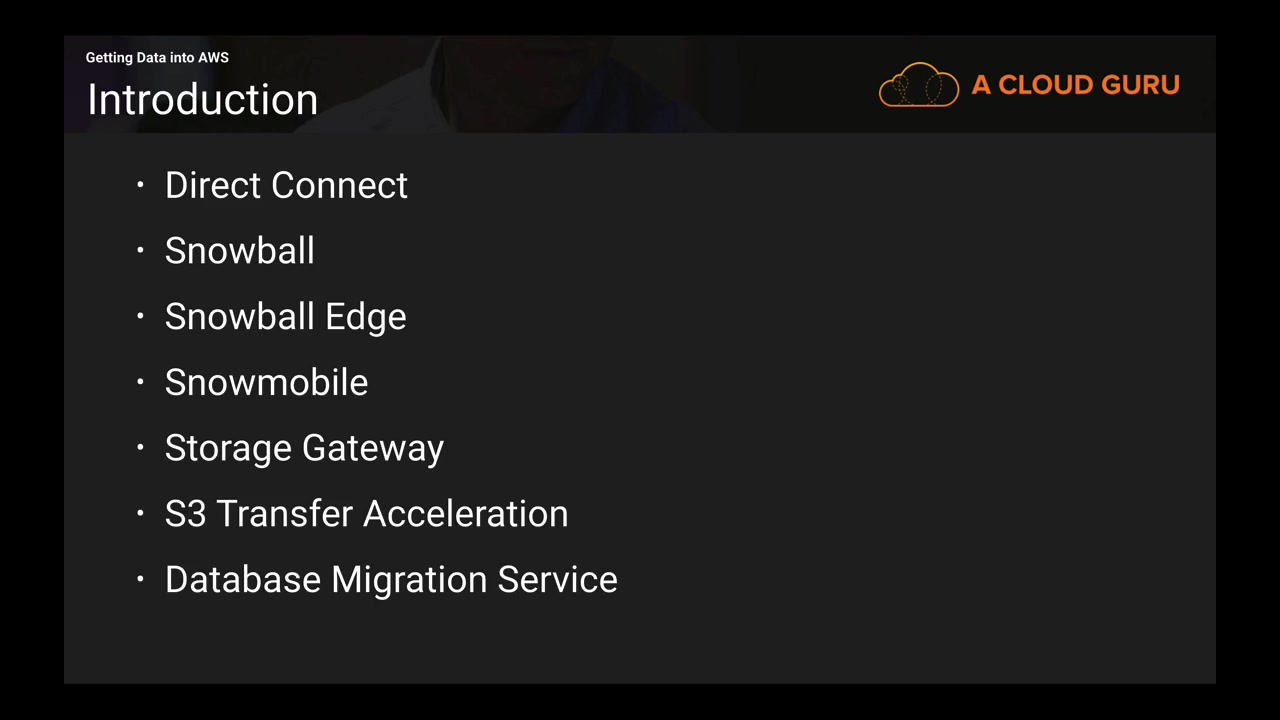 Getting Data into AWS
Introduction
A CLOUD GURU
• Direct Connect
• Snowball
• Snowball Edge
• Snowmobile
• Storage Gateway
• S3 Transfer Acceleration
• Database Migration Service